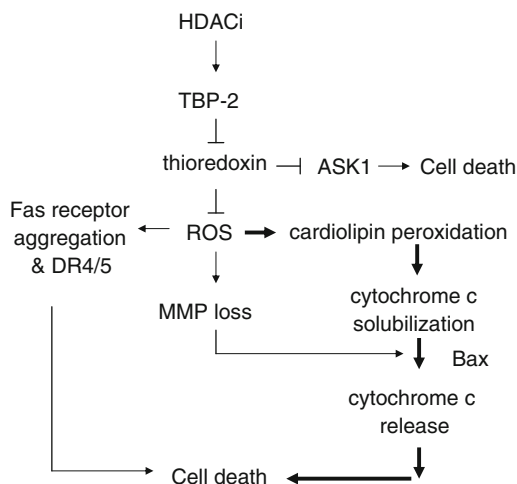 HDACi
TBP-2
thioredoxin
ASK1
Cell death
Fas receptor
aggregation
& DR4/5
ROS
cardiolipin peroxidation
MMP loss
cytochrome c
solubilization
Bax
cytochrome c
release
Cell death